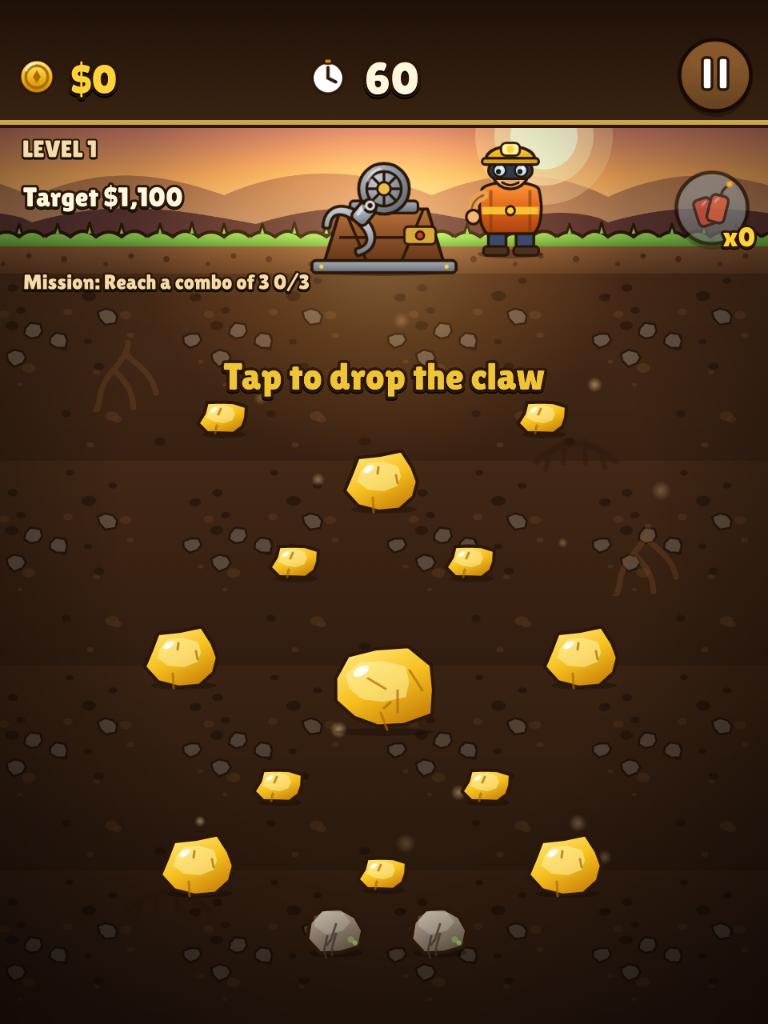 $0
60
LEVEL 1
Target $1,100
x0
Mission: Reach a combo of 3 0/3
Tap to drop the claw